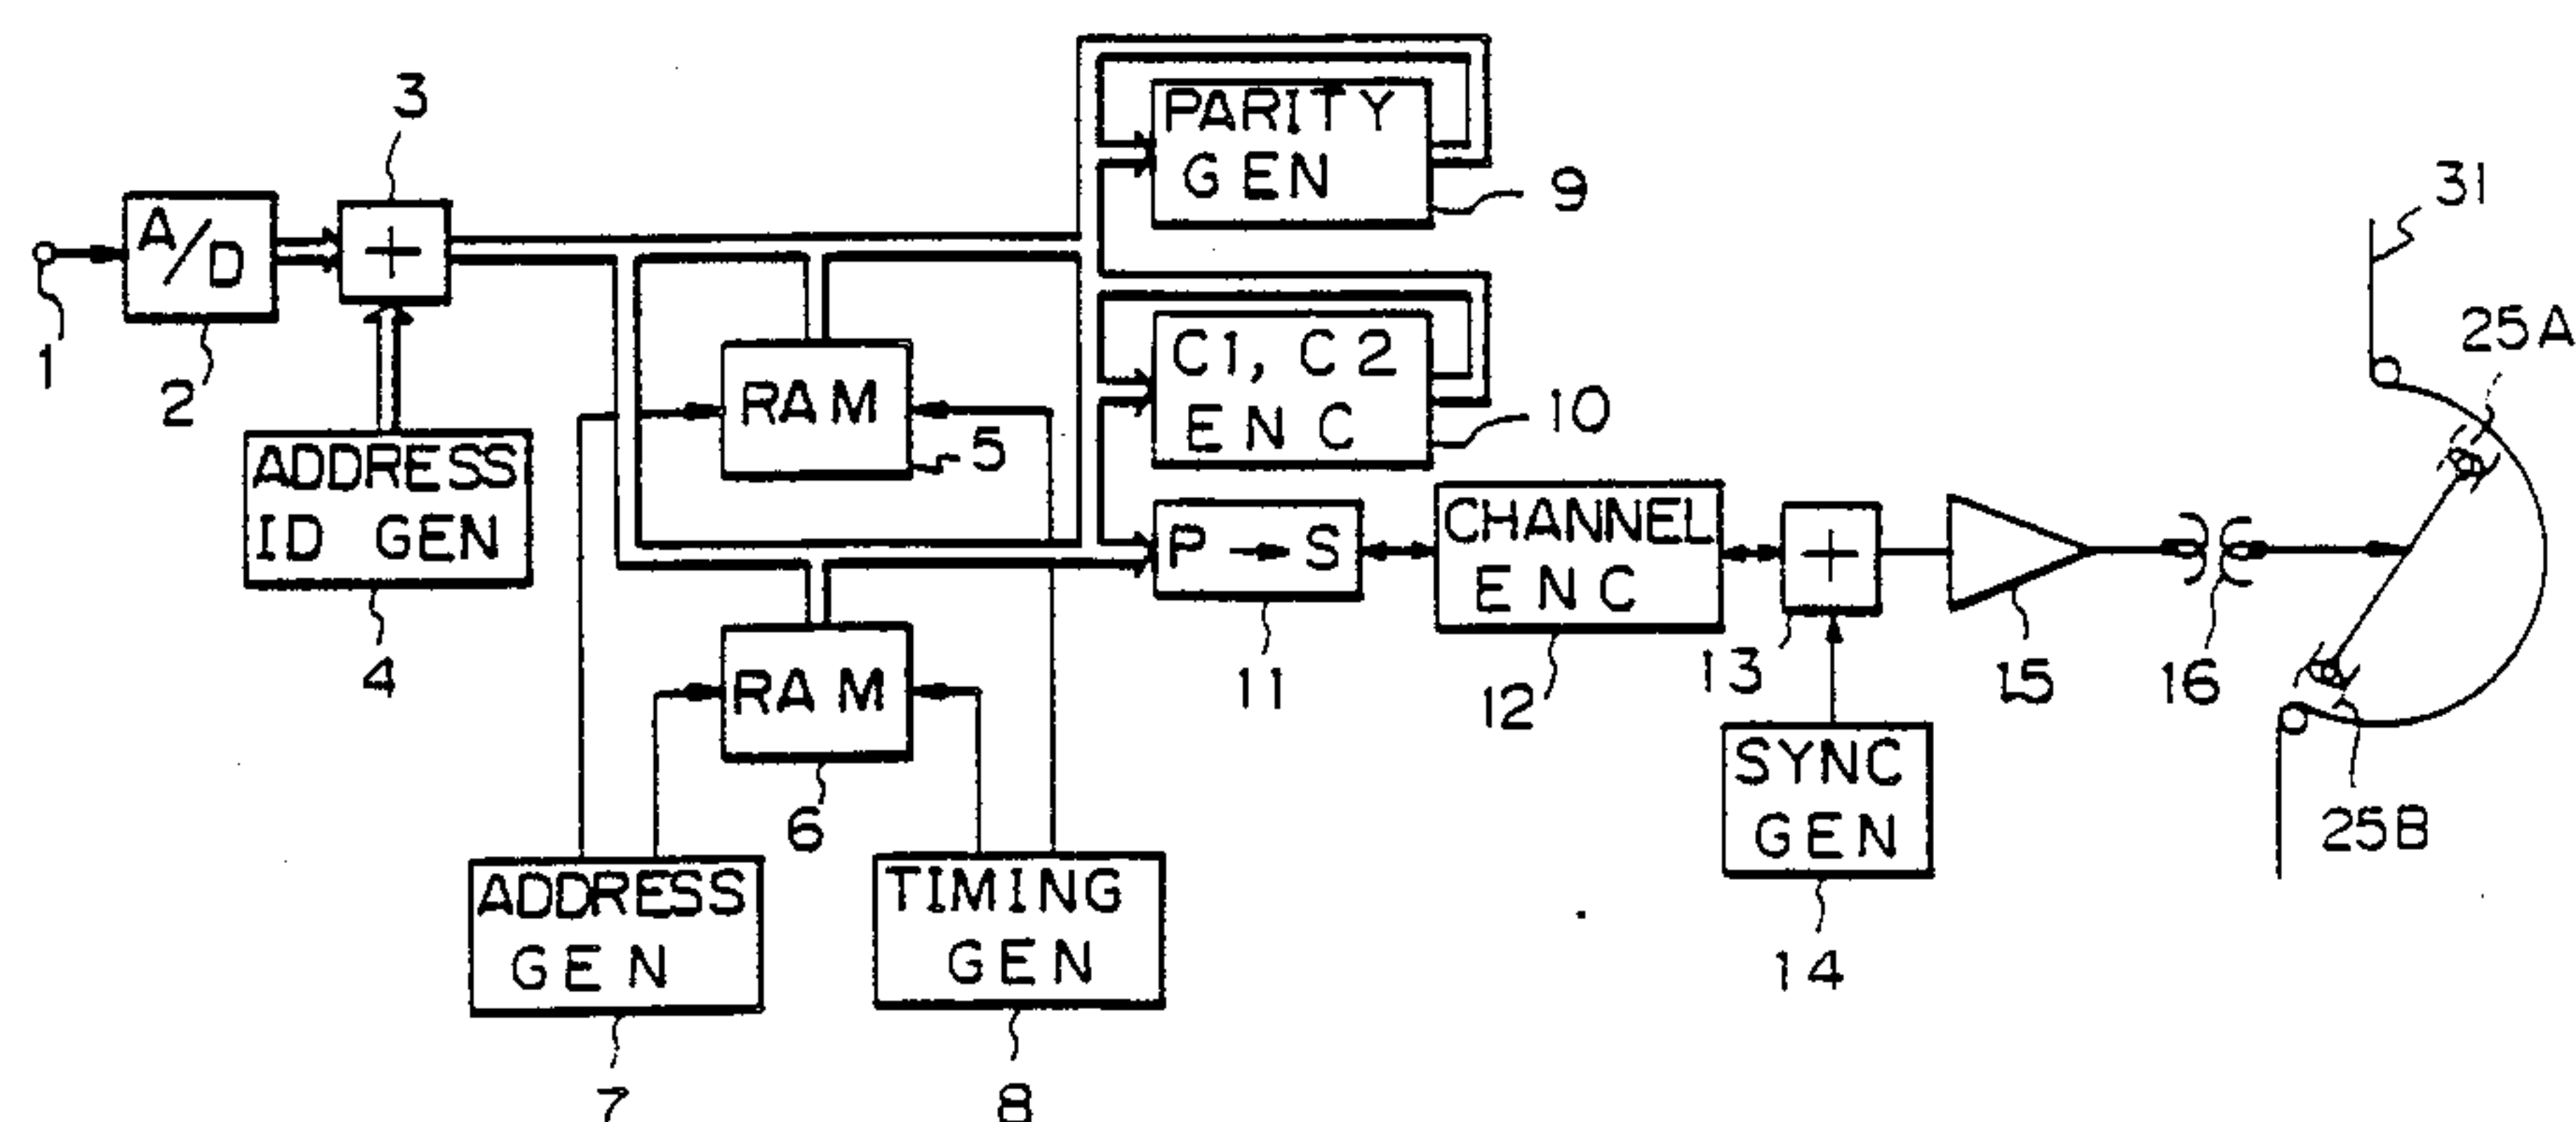 3
PARITY
GEN
9
31
A/D
+
1
2
25A
C1, C2
ENC
10
RAM
5
ADDRESS
ID GEN
4
P → S
11
CHANNEL
ENC
12
+
13
15
16
RAM
6
SYNC
GEN
14
25B
ADDRESS
GEN
7
TIMING
GEN
8